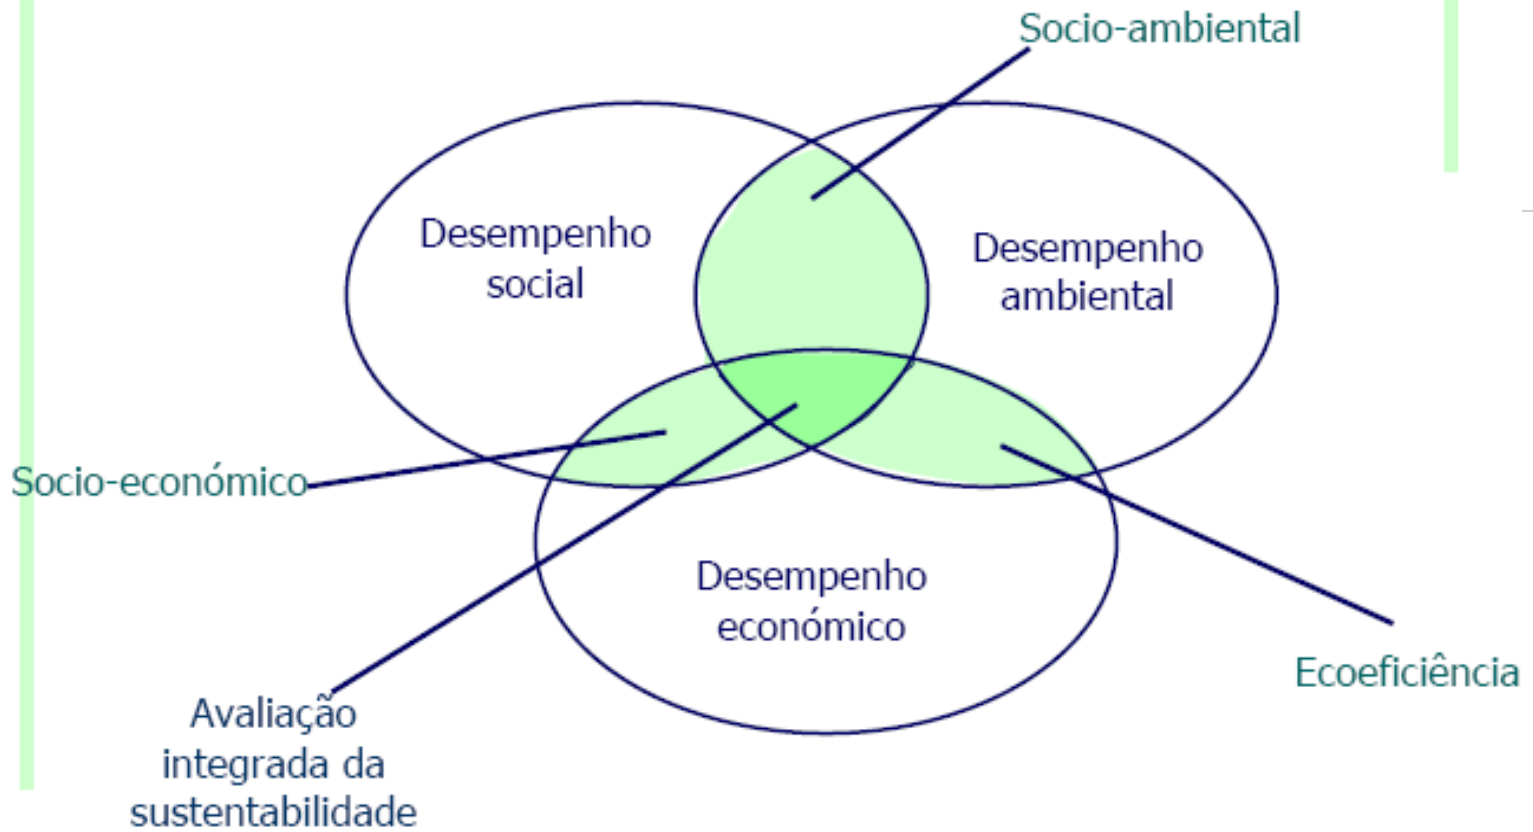 Socio-ambiental
Desempenho
social
Desempenho
ambiental
Socio-económico
Desempenho
económico
Ecoeficiência
Avaliação
integrada da
sustentabilidade